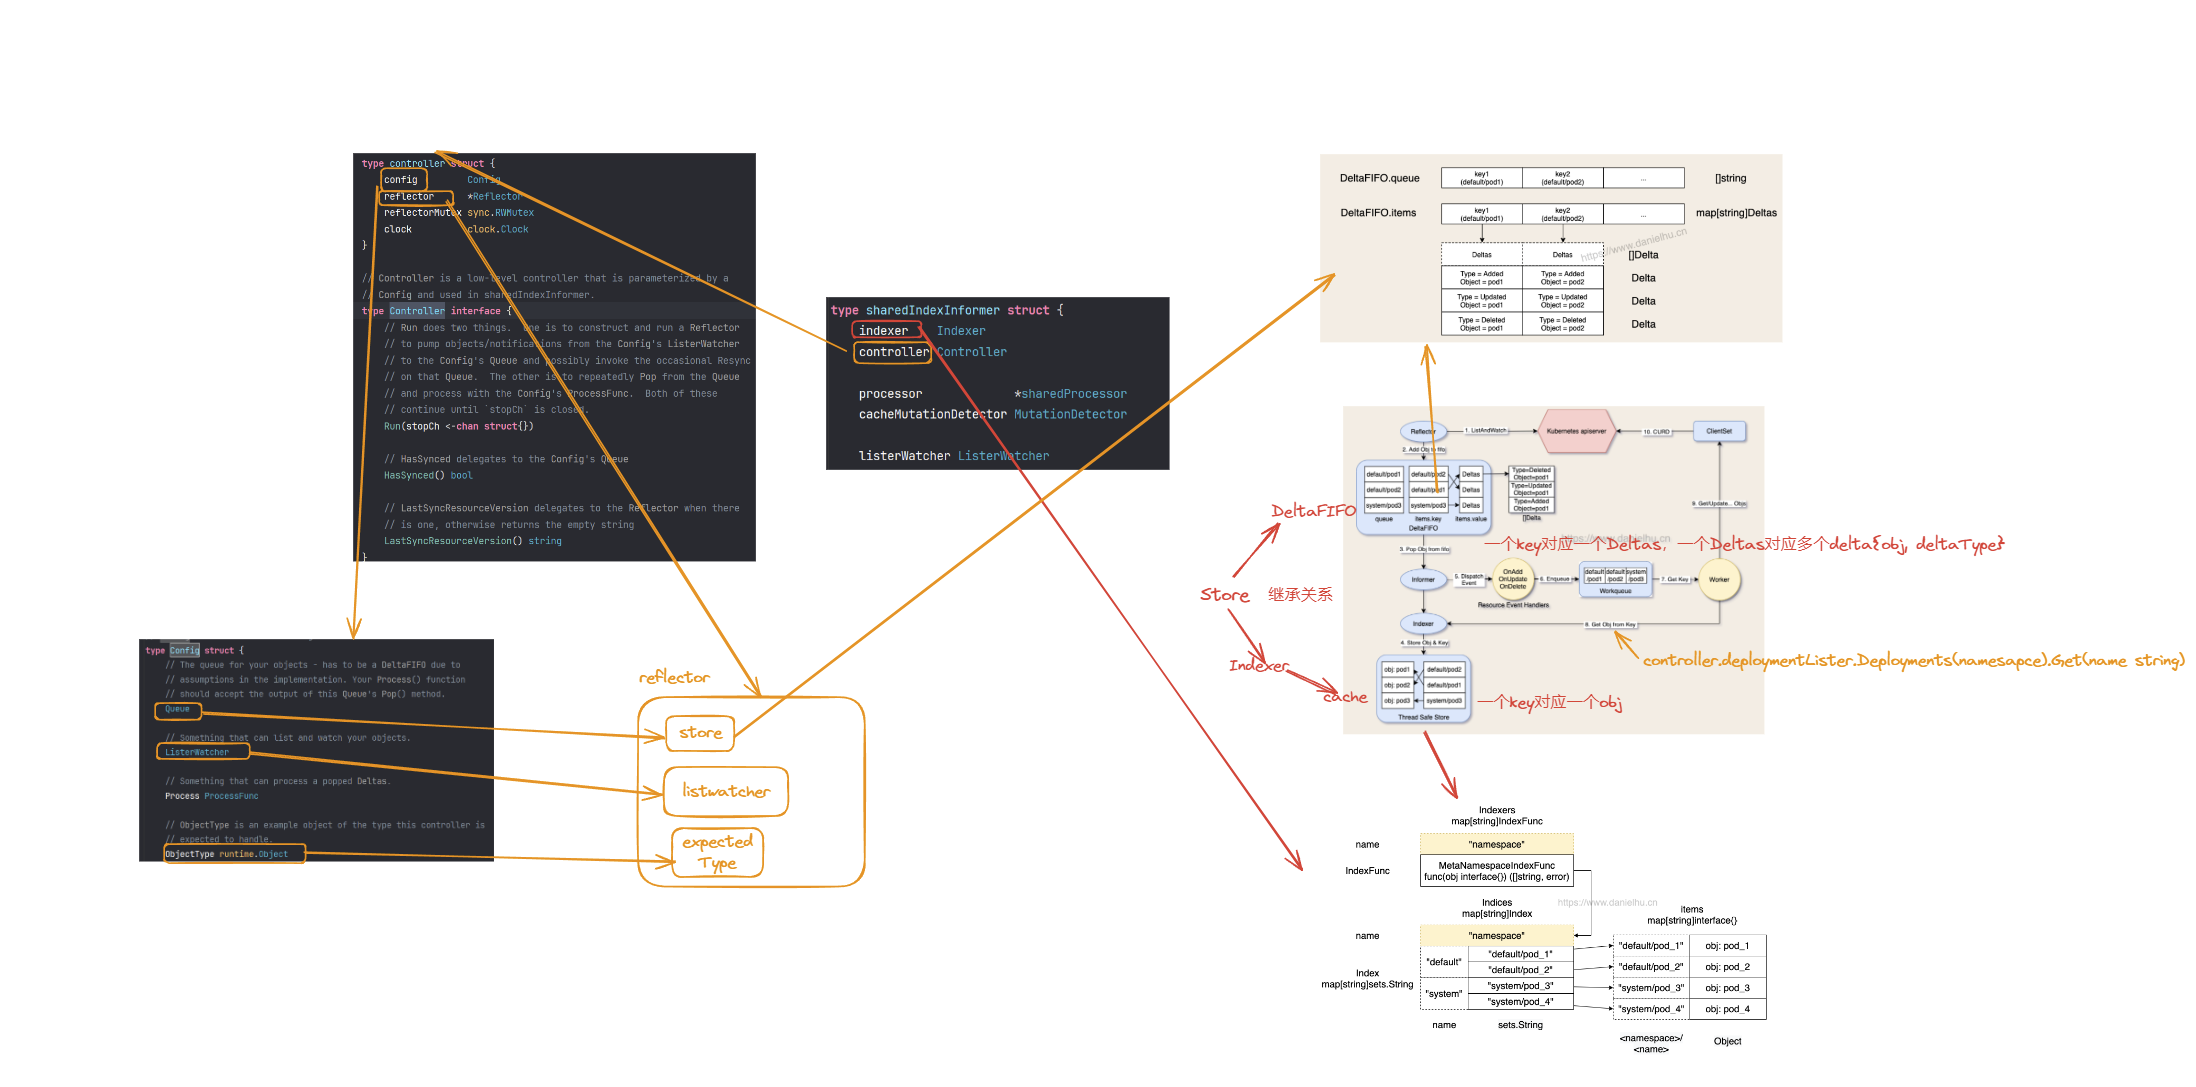 type controller struct {
config Config
reflector *Reflector
reflectorMutex sync.RWMutex
clock clock.Clock
}
// Controller is a low-level controller that is parameterized by a
// Config and used in sharedIndexInformer.
type Controller interface {
// Run does two things. One is to construct and run a Reflector
// to pump objects/notifications from the Config's ListerWatcher
// to the Config's Queue and possibly invoke the occasional Resync
// on that Queue. The other is to repeatedly Pop from the Queue
// and process with the Config's ProcessFunc. Both of these
// continue until `stopCh` is closed.
Run(stopCh <-chan struct{})
// HasSynced delegates to the Config's Queue
HasSynced() bool
// LastSyncResourceVersion delegates to the Reflector when there
// is one, otherwise returns the empty string
LastSyncResourceVersion() string
}
type sharedIndexInformer struct {
indexer Indexer
controller Controller
processor *sharedProcessor
cacheMutationDetector MutationDetector
listerWatcher ListerWatcher
type Config struct {
// The queue for your objects - has to be a DeltaFIFO due to
// assumptions in the implementation. Your Process() function
// should accept the output of this Queue's Pop() method.
Queue
// Something that can list and watch your objects.
ListerWatcher
// Something that can process a popped Deltas.
Process ProcessFunc
// ObjectType is an example object of the type this controller is
// expected to handle.
ObjectType runtime.Object
reflector
store
listwatcher
expected
Type
DeltaFIFO.queue
key1
(default/pod1)
key2
(default/pod2)
...
[]string
DeltaFIFO.items
key1
(default/pod1)
key2
(default/pod2)
...
map[string]Deltas
https://www.danielhu.cn
Deltas
Deltas
[]Delta
Type = Added
Object = pod1
Type = Added
Object = pod2
Delta
Type = Updated
Object = pod1
Type = Updated
Object = pod2
Delta
Type = Deleted
Object = pod1
Type = Deleted
Object = pod2
Delta
Reflector
1. ListAndWatch
Kubernetes apiserver
10. CURD
ClientSet
2. Add Obj to fifo
default/pod1
default/pod2
system/pod3
queue
default/pod2
default/pod1
system/pod3
items.key
Deltas
Deltas
Deltas
items.value
DeltaFIFO
Type=Deleted
Object=pod1
Type=Updated
Object=pod1
Type=Added
Object=pod1
[]Delta
9. Get/Update... Objs
3. Pop Obj from fifo
Informer
5. Dispatch
Event
OnAdd
OnUpdate
OnDelete
Resource Event Handlers
6. Enqueue
default
/pod1
default
/pod2
system
/pod3
Workqueue
7. Get Key
Worker
Indexer
8. Get Obj from Key
4. Store Obj & Key
obj: pod1
obj: pod2
obj: pod3
default/pod2
default/pod1
system/pod3
Thread Safe Store
DeltaFIFO
Store 继承关系
Indexer
cache
一个key对应一个Deltas，一个Deltas对应多个delta{obj, deltaType}
controller.deploymentLister.Deployments(namesapce).Get(name string)
一个key对应一个obj
Indexers
map[string]IndexFunc
name
"namespace"
IndexFunc
MetaNamespaceIndexFunc
func(obj interface{}) ([]string, error)
https://www.danielhu.cn
Indices
map[string]Index
name
"namespace"
Index
map[string]sets.String
"default"
"default/pod_1"
"default/pod_2"
"system"
"system/pod_3"
"system/pod_4"
name
sets.String
items
map[string]interface{}
"default/pod_1" obj: pod_1
"default/pod_2" obj: pod_2
"system/pod_3" obj: pod_3
"system/pod_4" obj: pod_4
<namespace>/
<name>
Object